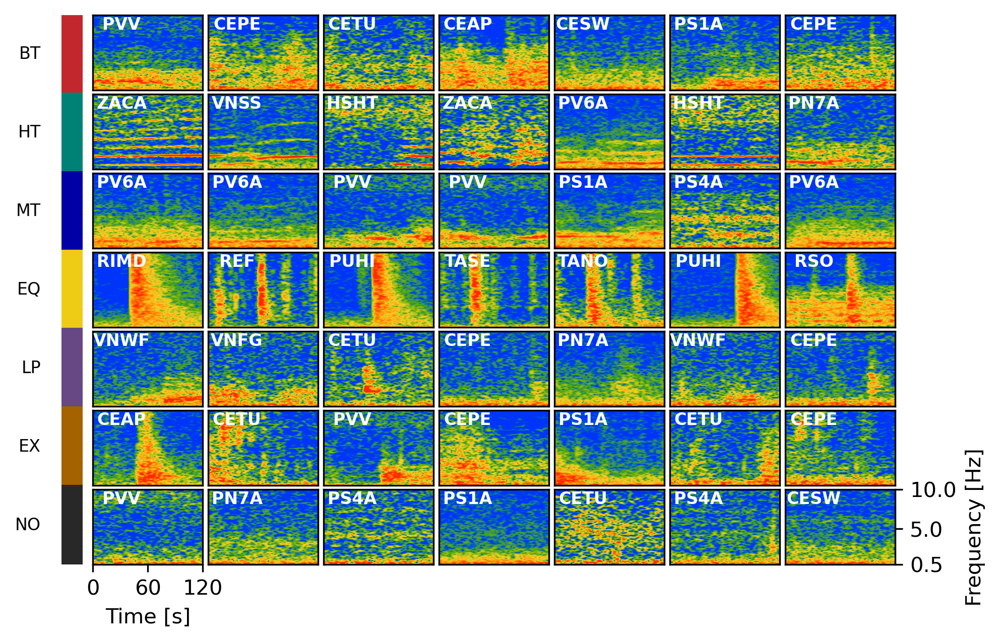 BT PVV CEPE CETU CEAP CESW PS1A CEPE
HT ZACA VNSS HSHT ZACA PV6A HSHT PN7A
MT PV6A PV6A PVV PVV PS1A PS4A PV6A
EQ RIMD REF PUHI TASE TANO PUHI RSO
LP VNWF VNFG CETU CEPE PN7A VNWF CEPE
EX CEAP CETU PVV CEPE PS1A CETU CEPE
NO PVV PN7A PS4A PS1A CETU PS4A CESW
10.0
5.0
0.5
Frequency [Hz]
0 60 120
Time [s]